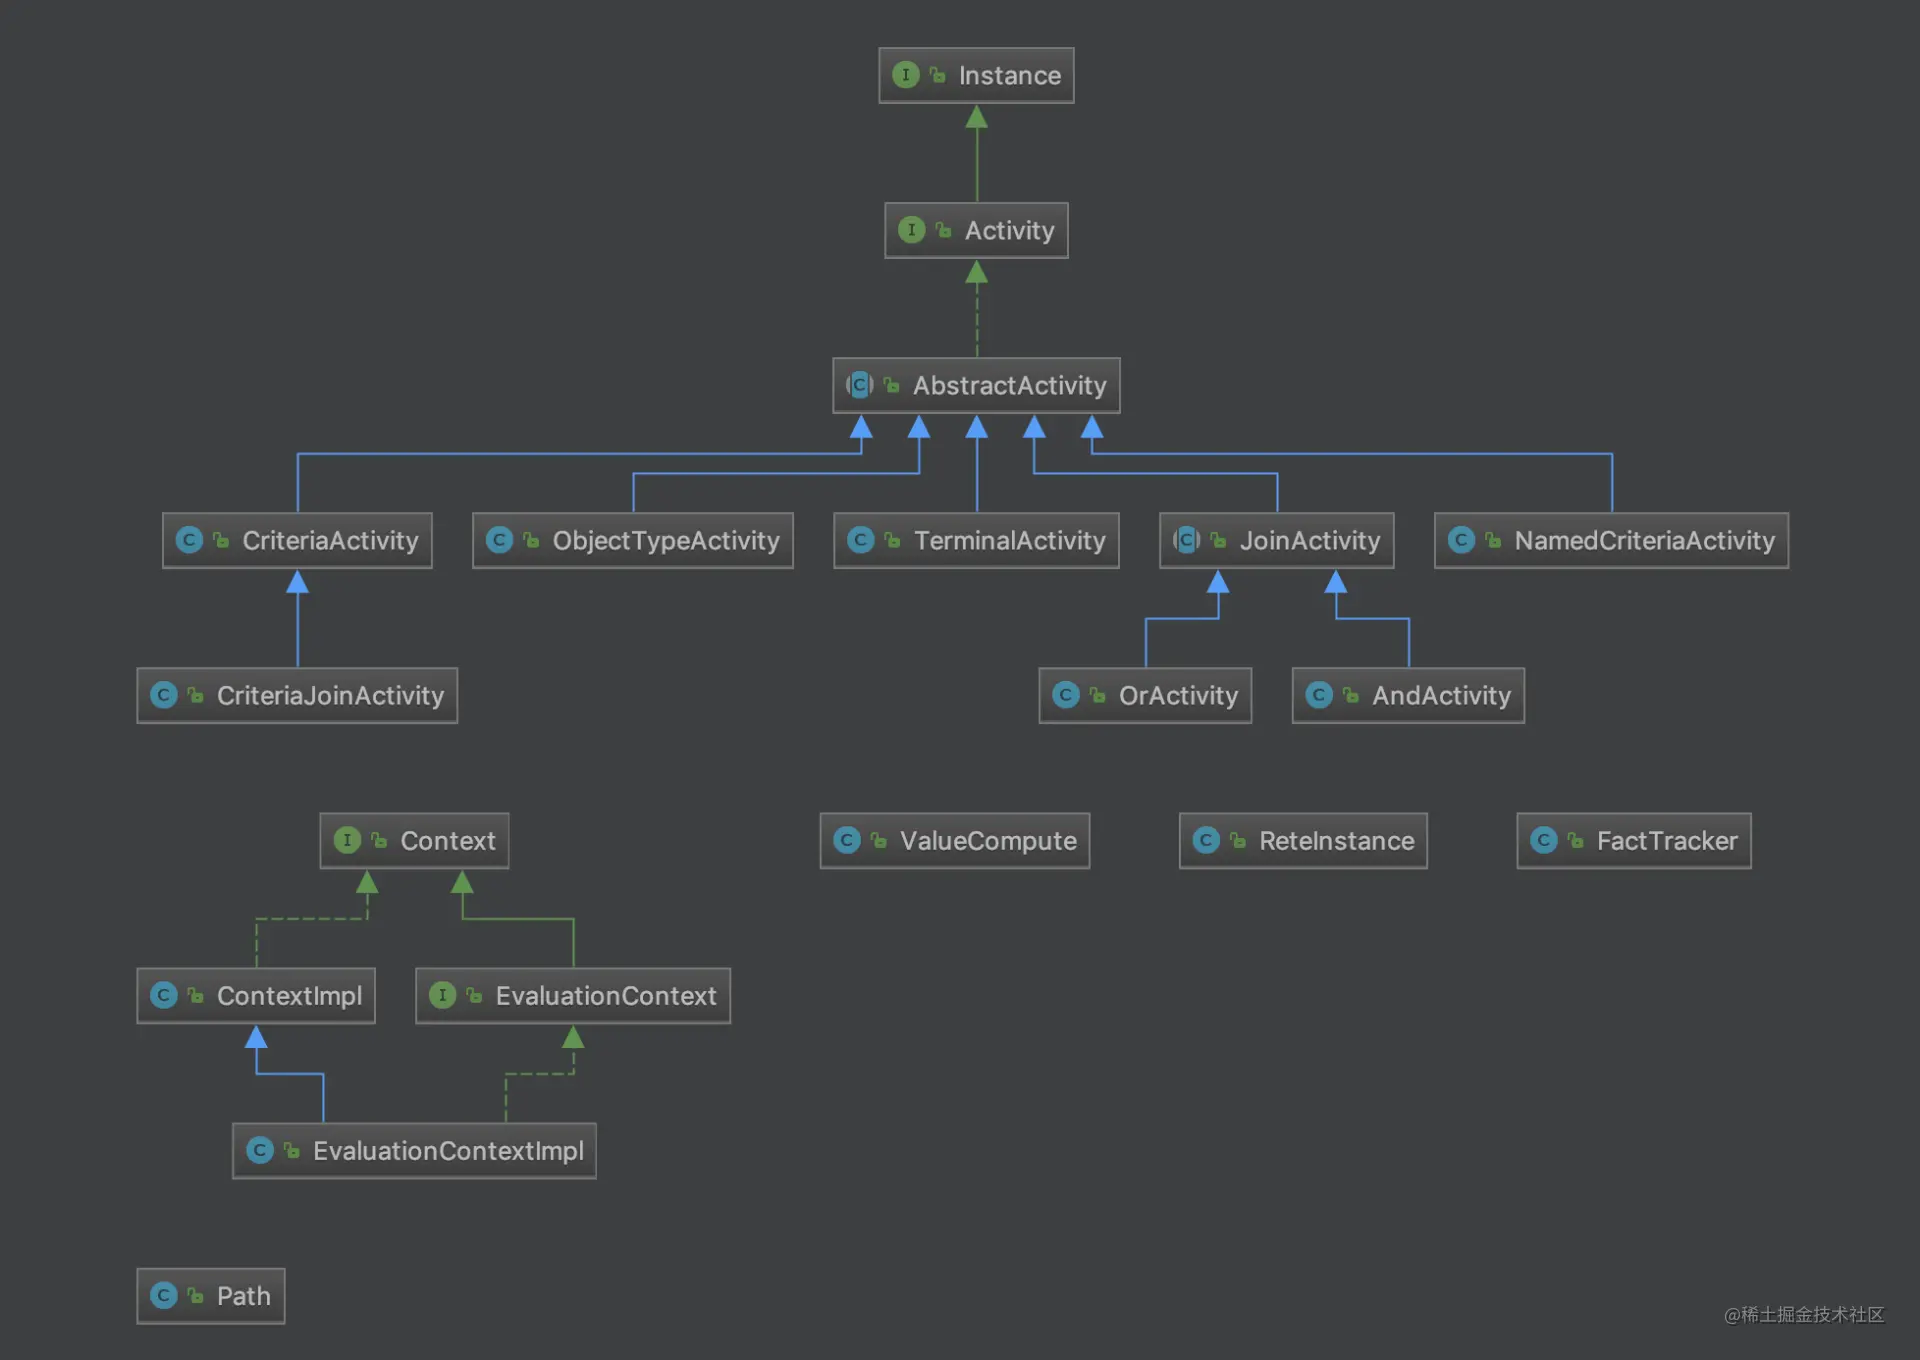 I Instance
I Activity
C AbstractActivity
C CriteriaActivity
C ObjectTypeActivity
C TerminalActivity
C JoinActivity
C NamedCriteriaActivity
C CriteriaJoinActivity
C OrActivity
C AndActivity
I Context
C ValueCompute
C ReteInstance
C FactTracker
C ContextImpl
I EvaluationContext
C EvaluationContextImpl
C Path
@稀土掘金技术社区